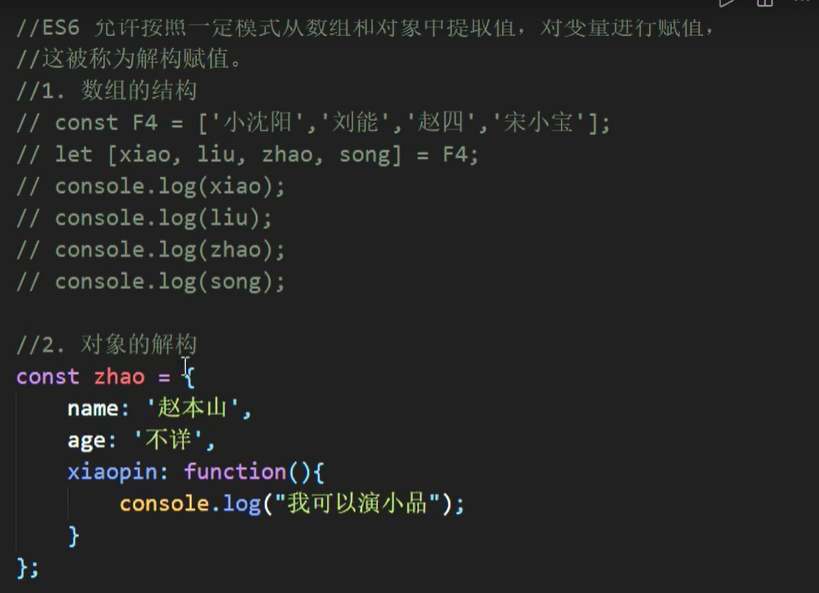 //ES6 允许按照一定模式从数组和对象中提取值，对变量进行赋值，
//这被称为解构赋值。
//1. 数组的结构
// const F4 = ['小沈阳','刘能','赵四','宋小宝'];
// let [xiao, liu, zhao, song] = F4;
// console.log(xiao);
// console.log(liu);
// console.log(zhao);
// console.log(song);

//2. 对象的解构
const zhao = {
    name: '赵本山',
    age: '不详',
    xiaopin: function(){
        console.log("我可以演小品");
    }
};